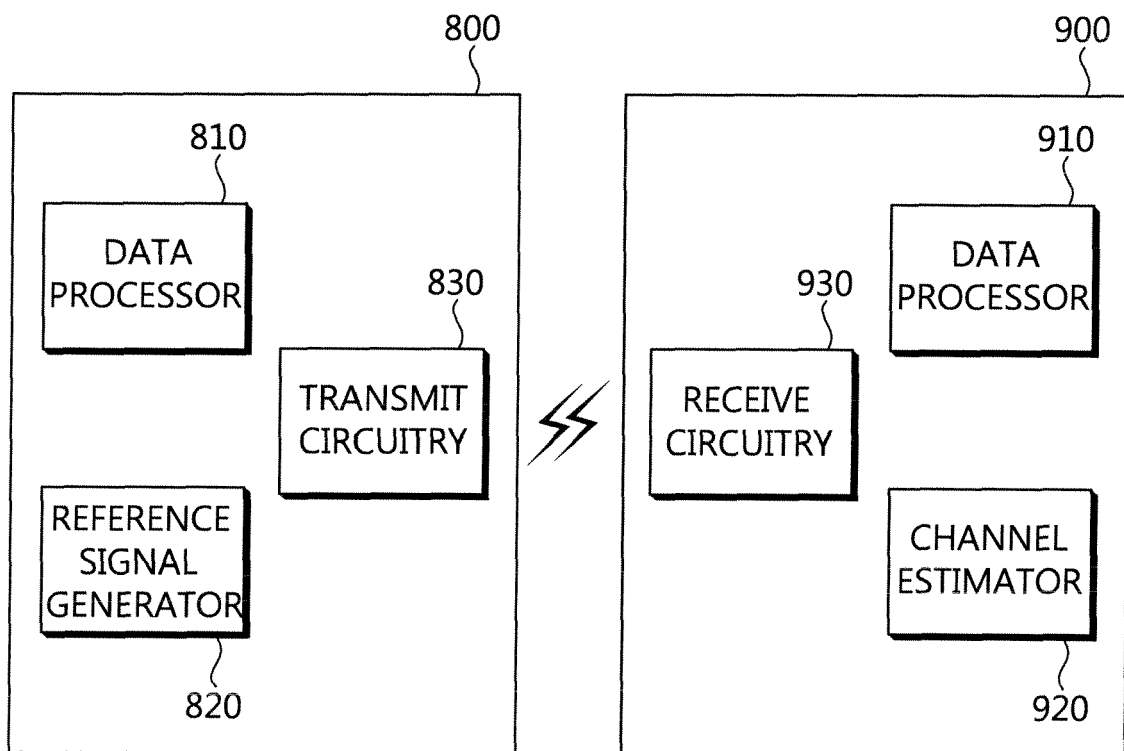 800
900
810
DATA
PROCESSOR
830
TRANSMIT
CIRCUITRY
REFERENCE
SIGNAL
GENERATOR
820
910
DATA
PROCESSOR
930
RECEIVE
CIRCUITRY
CHANNEL
ESTIMATOR
920